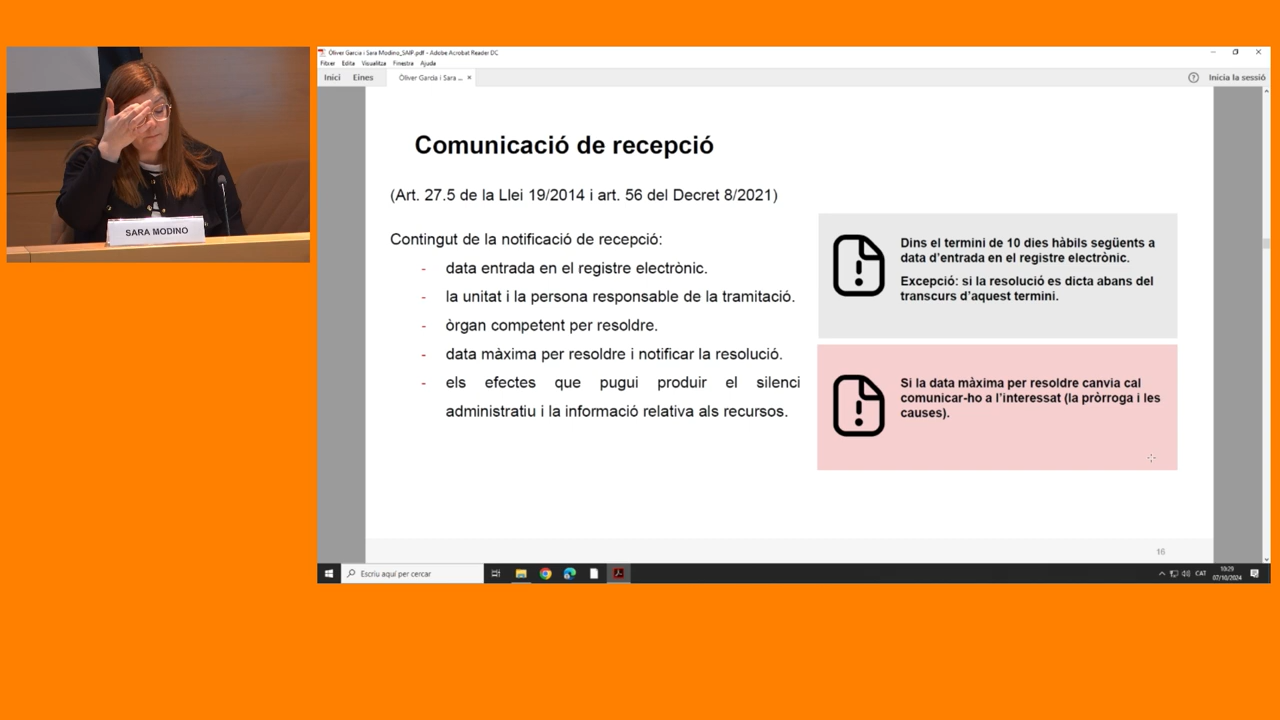 SARA MODINO
Òliver Garcia i Sara Modino_SAIP.pdf - Adobe Acrobat Reader DC
Fitxer Edita Visualitza Finestra Ajuda
Inici Eines Òliver Garcia i Sara ... × Inicia la sessió
Comunicació de recepció
(Art. 27.5 de la Llei 19/2014 i art. 56 del Decret 8/2021)
Contingut de la notificació de recepció:
- data entrada en el registre electrònic.
- la unitat i la persona responsable de la tramitació.
- òrgan competent per resoldre.
- data màxima per resoldre i notificar la resolució.
- els efectes que pugui produir el silenci
administratiu i la informació relativa als recursos.
Dins el termini de 10 dies hàbils següents a
data d’entrada en el registre electrònic.
Excepció: si la resolució es dicta abans del
transcurs d’aquest termini.
Si la data màxima per resoldre canvia cal
comunicar-ho a l’interessat (la pròrroga i les
causes).
16
Escriu aquí per cercar
CAT
10:29
07/10/2024